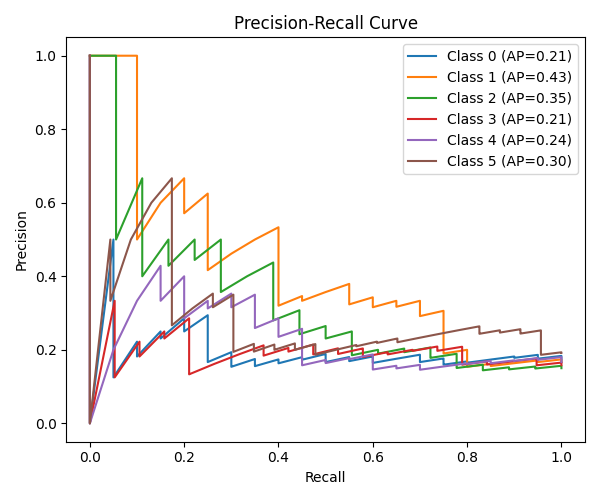 Precision-Recall Curve
Class 0 (AP=0.21)
Class 1 (AP=0.43)
Class 2 (AP=0.35)
Class 3 (AP=0.21)
Class 4 (AP=0.24)
Class 5 (AP=0.30)
Precision
1.0
0.8
0.6
0.4
0.2
0.0
0.0 0.2 0.4 0.6 0.8 1.0
Recall